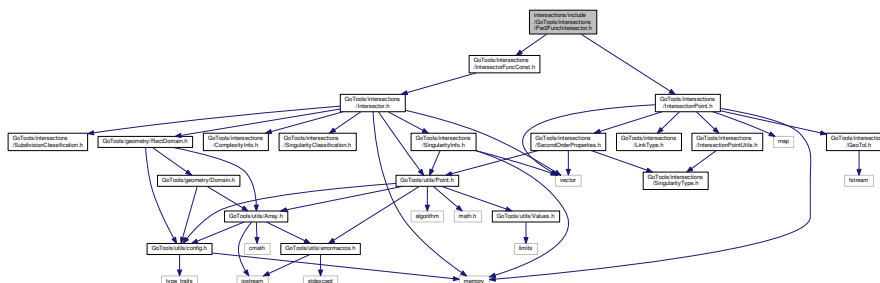 intersections/include
/GoTools/intersections
/Par2FuncIntersector.h
GoTools/intersections
/IntersectorFuncConst.h
GoTools/intersections
/Intersector.h
GoTools/intersections
/IntersectionPoint.h
GoTools/intersections
/SubdivisionClassification.h
GoTools/geometry/RectDomain.h
GoTools/intersections
/ComplexityInfo.h
GoTools/intersections
/SingularityClassification.h
GoTools/intersections
/SingularityInfo.h
GoTools/intersections
/SecondOrderProperties.h
GoTools/intersections
/LinkType.h
GoTools/intersections
/IntersectionPointUtils.h
map
GoTools/intersections
/GeoTol.h
GoTools/geometry/Domain.h
GoTools/utils/Point.h
vector
GoTools/intersections
/SingularityType.h
fstream
GoTools/utils/Array.h
algorithm
math.h
GoTools/utils/Values.h
GoTools/utils/config.h
cmath
GoTools/utils/errormacros.h
limits
type_traits
iostream
stdexcept
memory